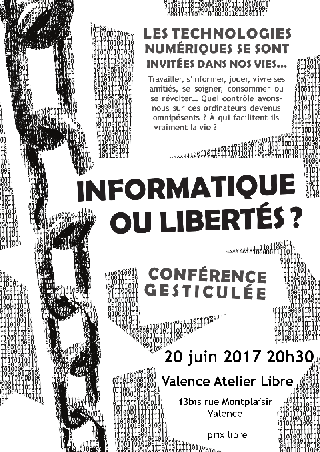 LES TECHNOLOGIES
NUMÉRIQUES SE SONT
INVITÉES DANS NOS VIES...
Travailler, s'informer, jouer, vivre ses
amitiés, se soigner, consommer ou
se révolter... Quel contrôle avons-
nous sur ces ordinateurs devenus
omnipésents ? À qui facilitent-ils
vraiment la vie ?
INFORMATIQUE
OU LIBERTÉS ?
CONFÉRENCE
GESTICULÉE
20 juin 2017 20h30
Valence Atelier Libre
13bis rue Montplaisir
Valence
prix libre